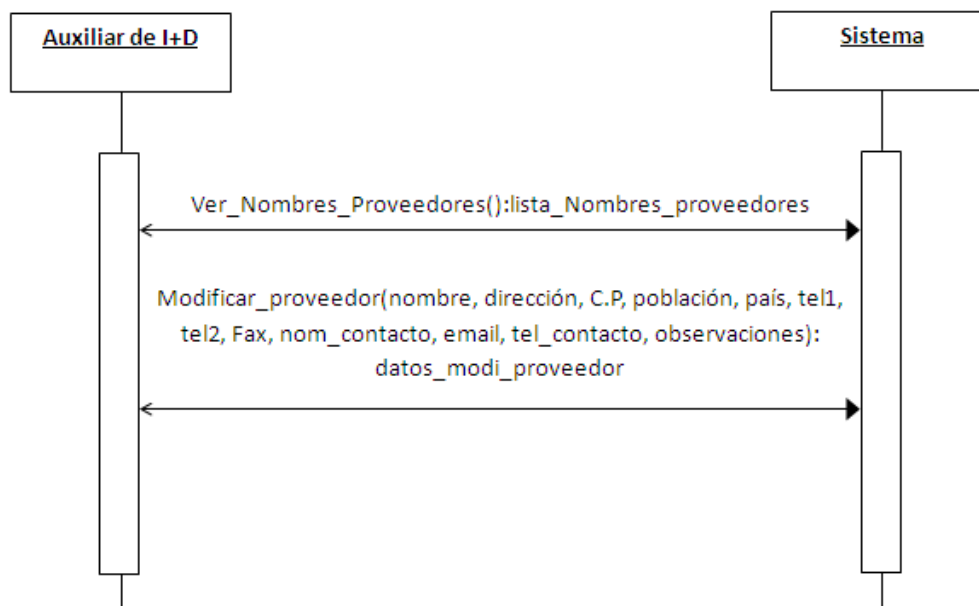 Auxiliar de I+D
Sistema
Ver_Nombres_Proveedores():lista_Nombres_proveedores
Modificar_proveedor(nombre, dirección, C.P, población, país, tel1,
tel2, Fax, nom_contacto, email, tel_contacto, observaciones):
datos_modi_proveedor